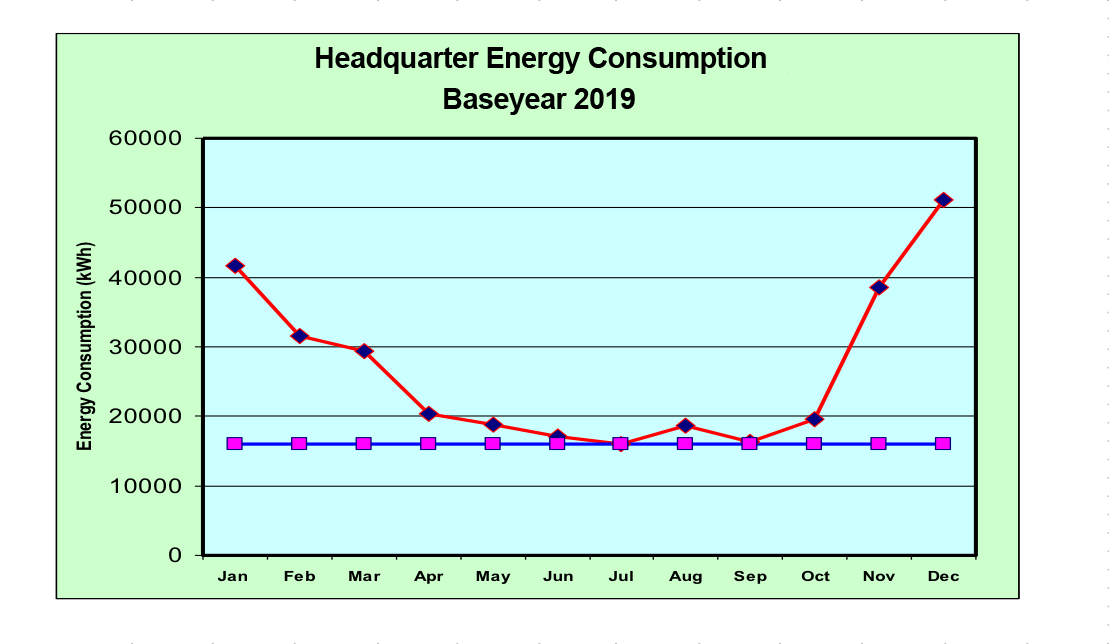 Headquarter Energy Consumption
Baseyear 2019
60000
50000
40000
30000
20000
10000
0
Energy Consumption (kWh)
Jan Feb Mar Apr May Jun Jul Aug Sep Oct Nov Dec